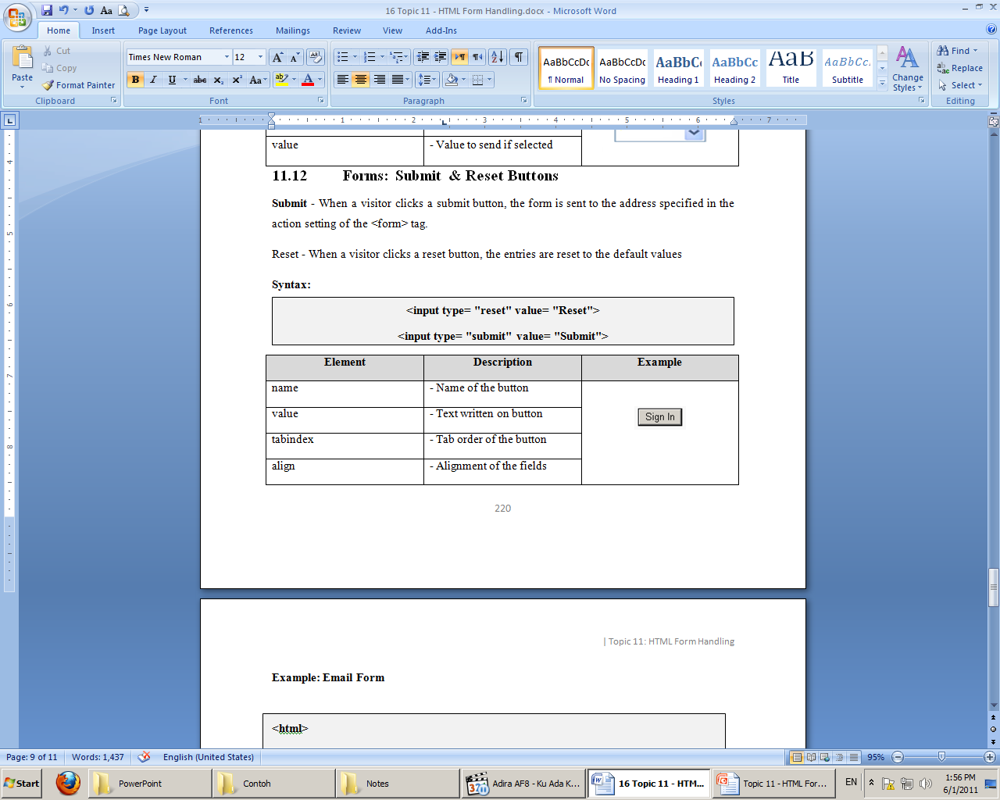 16 Topic 11 - HTML Form Handling.docx - Microsoft Word
Home Insert Page Layout References Mailings Review View Add-Ins
Paste
Cut
Copy
Format Painter
Clipboard
Times New Roman 12
Font
Paragraph
AaBbCcDc AaBbCcDc AaBbC AaBbCc AaB AaBbCc.
¶ Normal No Spacing Heading 1 Heading 2 Title Subtitle
Change Styles
Styles
Find
Replace
Select
Editing
value - Value to send if selected
11.12 Forms: Submit & Reset Buttons
Submit - When a visitor clicks a submit button, the form is sent to the address specified in the
action setting of the <form> tag.
Reset - When a visitor clicks a reset button, the entries are reset to the default values
Syntax:
<input type= "reset" value= "Reset">
<input type= "submit" value= "Submit">
Element Description Example
name - Name of the button
value - Text written on button
Sign In
tabindex - Tab order of the button
align - Alignment of the fields
220
| Topic 11: HTML Form Handling
Example: Email Form
<html>
Page: 9 of 11 Words: 1,437 English (United States) 95%
Start PowerPoint Contoh Notes Adira AF8 - Ku Ada K... 16 Topic 11 - HTM... Topic 11 - HTML For... EN 1:56 PM
6/1/2011